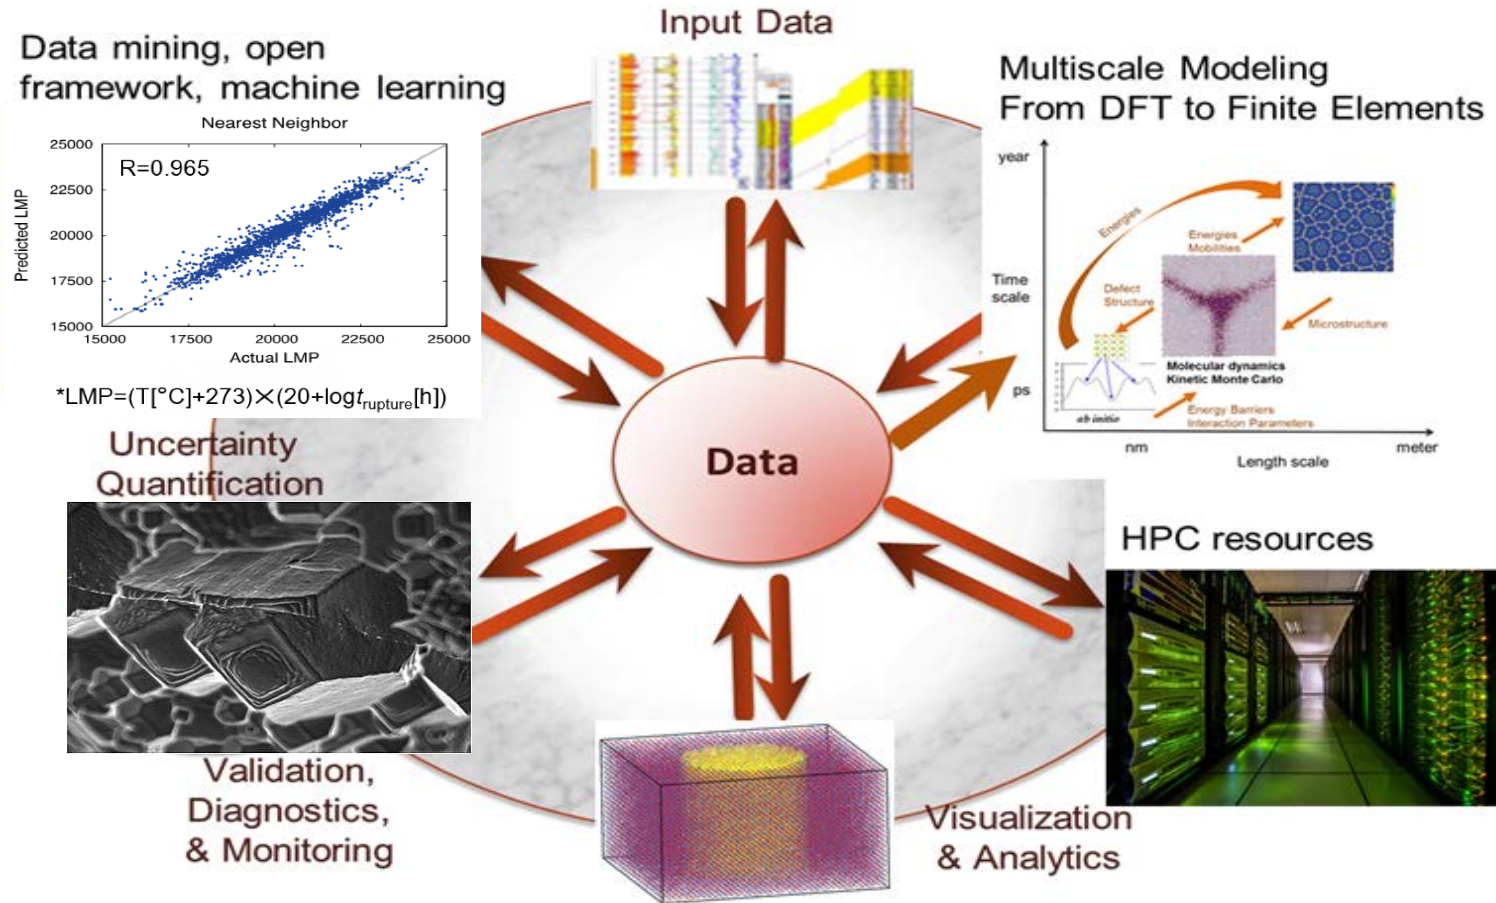 Input Data
Data mining, open
framework, machine learning
Nearest Neighbor
R=0.965
Predicted LMP
25000
22500
20000
17500
15000
15000 17500 20000 22500 25000
Actual LMP
*LMP=(T[°C]+273)×(20+logt_rupture[h])
Multiscale Modeling
From DFT to Finite Elements
year
Time
scale
ps
Energies
Energies
Mobilities
Defect
Structure
Microstructure
Molecular dynamics
Kinetic Monte Carlo
ab initio
Energy Barriers
Interaction Parameters
nm
meter
Length scale
Data
Uncertainty
Quantification
HPC resources
Validation,
Diagnostics,
& Monitoring
Visualization
& Analytics